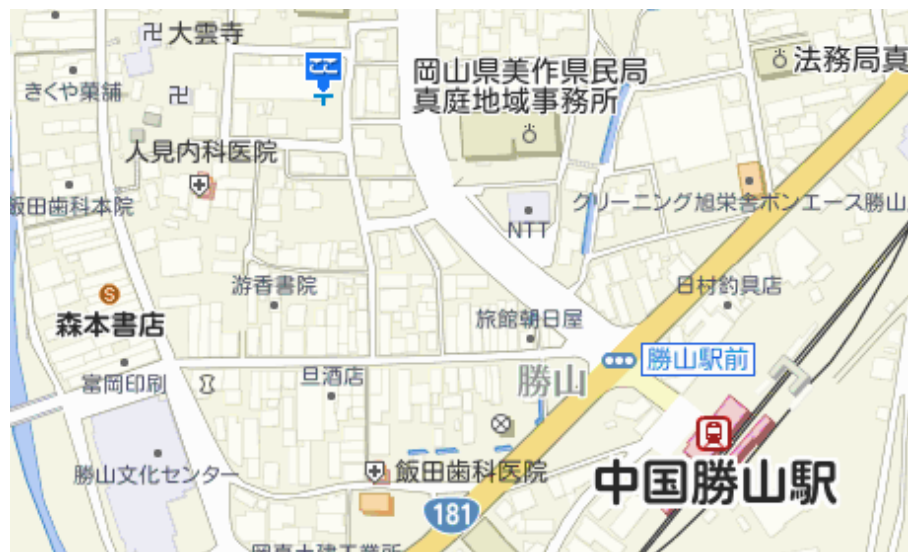 卍 大雲寺
きくや菓舗
卍
岡山県美作県民局
真庭地域事務所
法務局真
人見内科医院
飯田歯科本院
NTT
クリーニング旭栄舎ボンエース勝山
游香書院
日村釣具店
S
森本書店
旅館朝日屋
勝山駅前
富岡印刷
旦酒店
勝山
勝山文化センター
飯田歯科医院
中国勝山駅
181